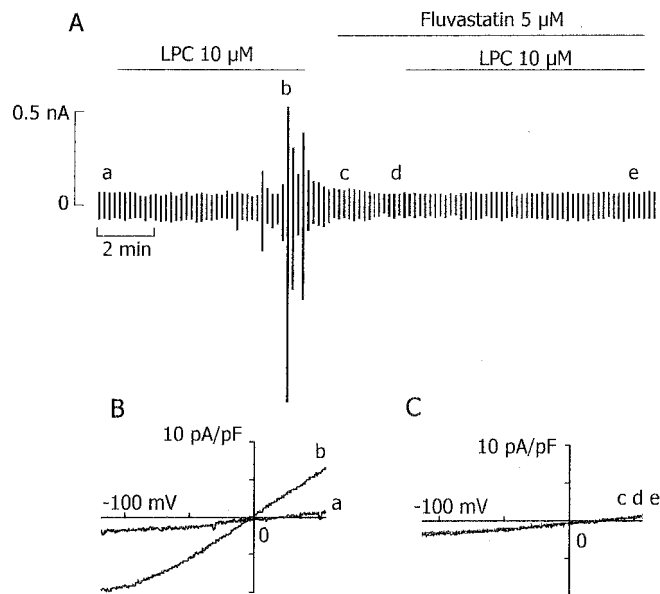 A
Fluvastatin 5 µM
LPC 10 µM
LPC 10 µM
b
0.5 nA
a
c
d
e
0
2 min
B
C
10 pA/pF
10 pA/pF
b
-100 mV
a
-100 mV
c d e
0
0